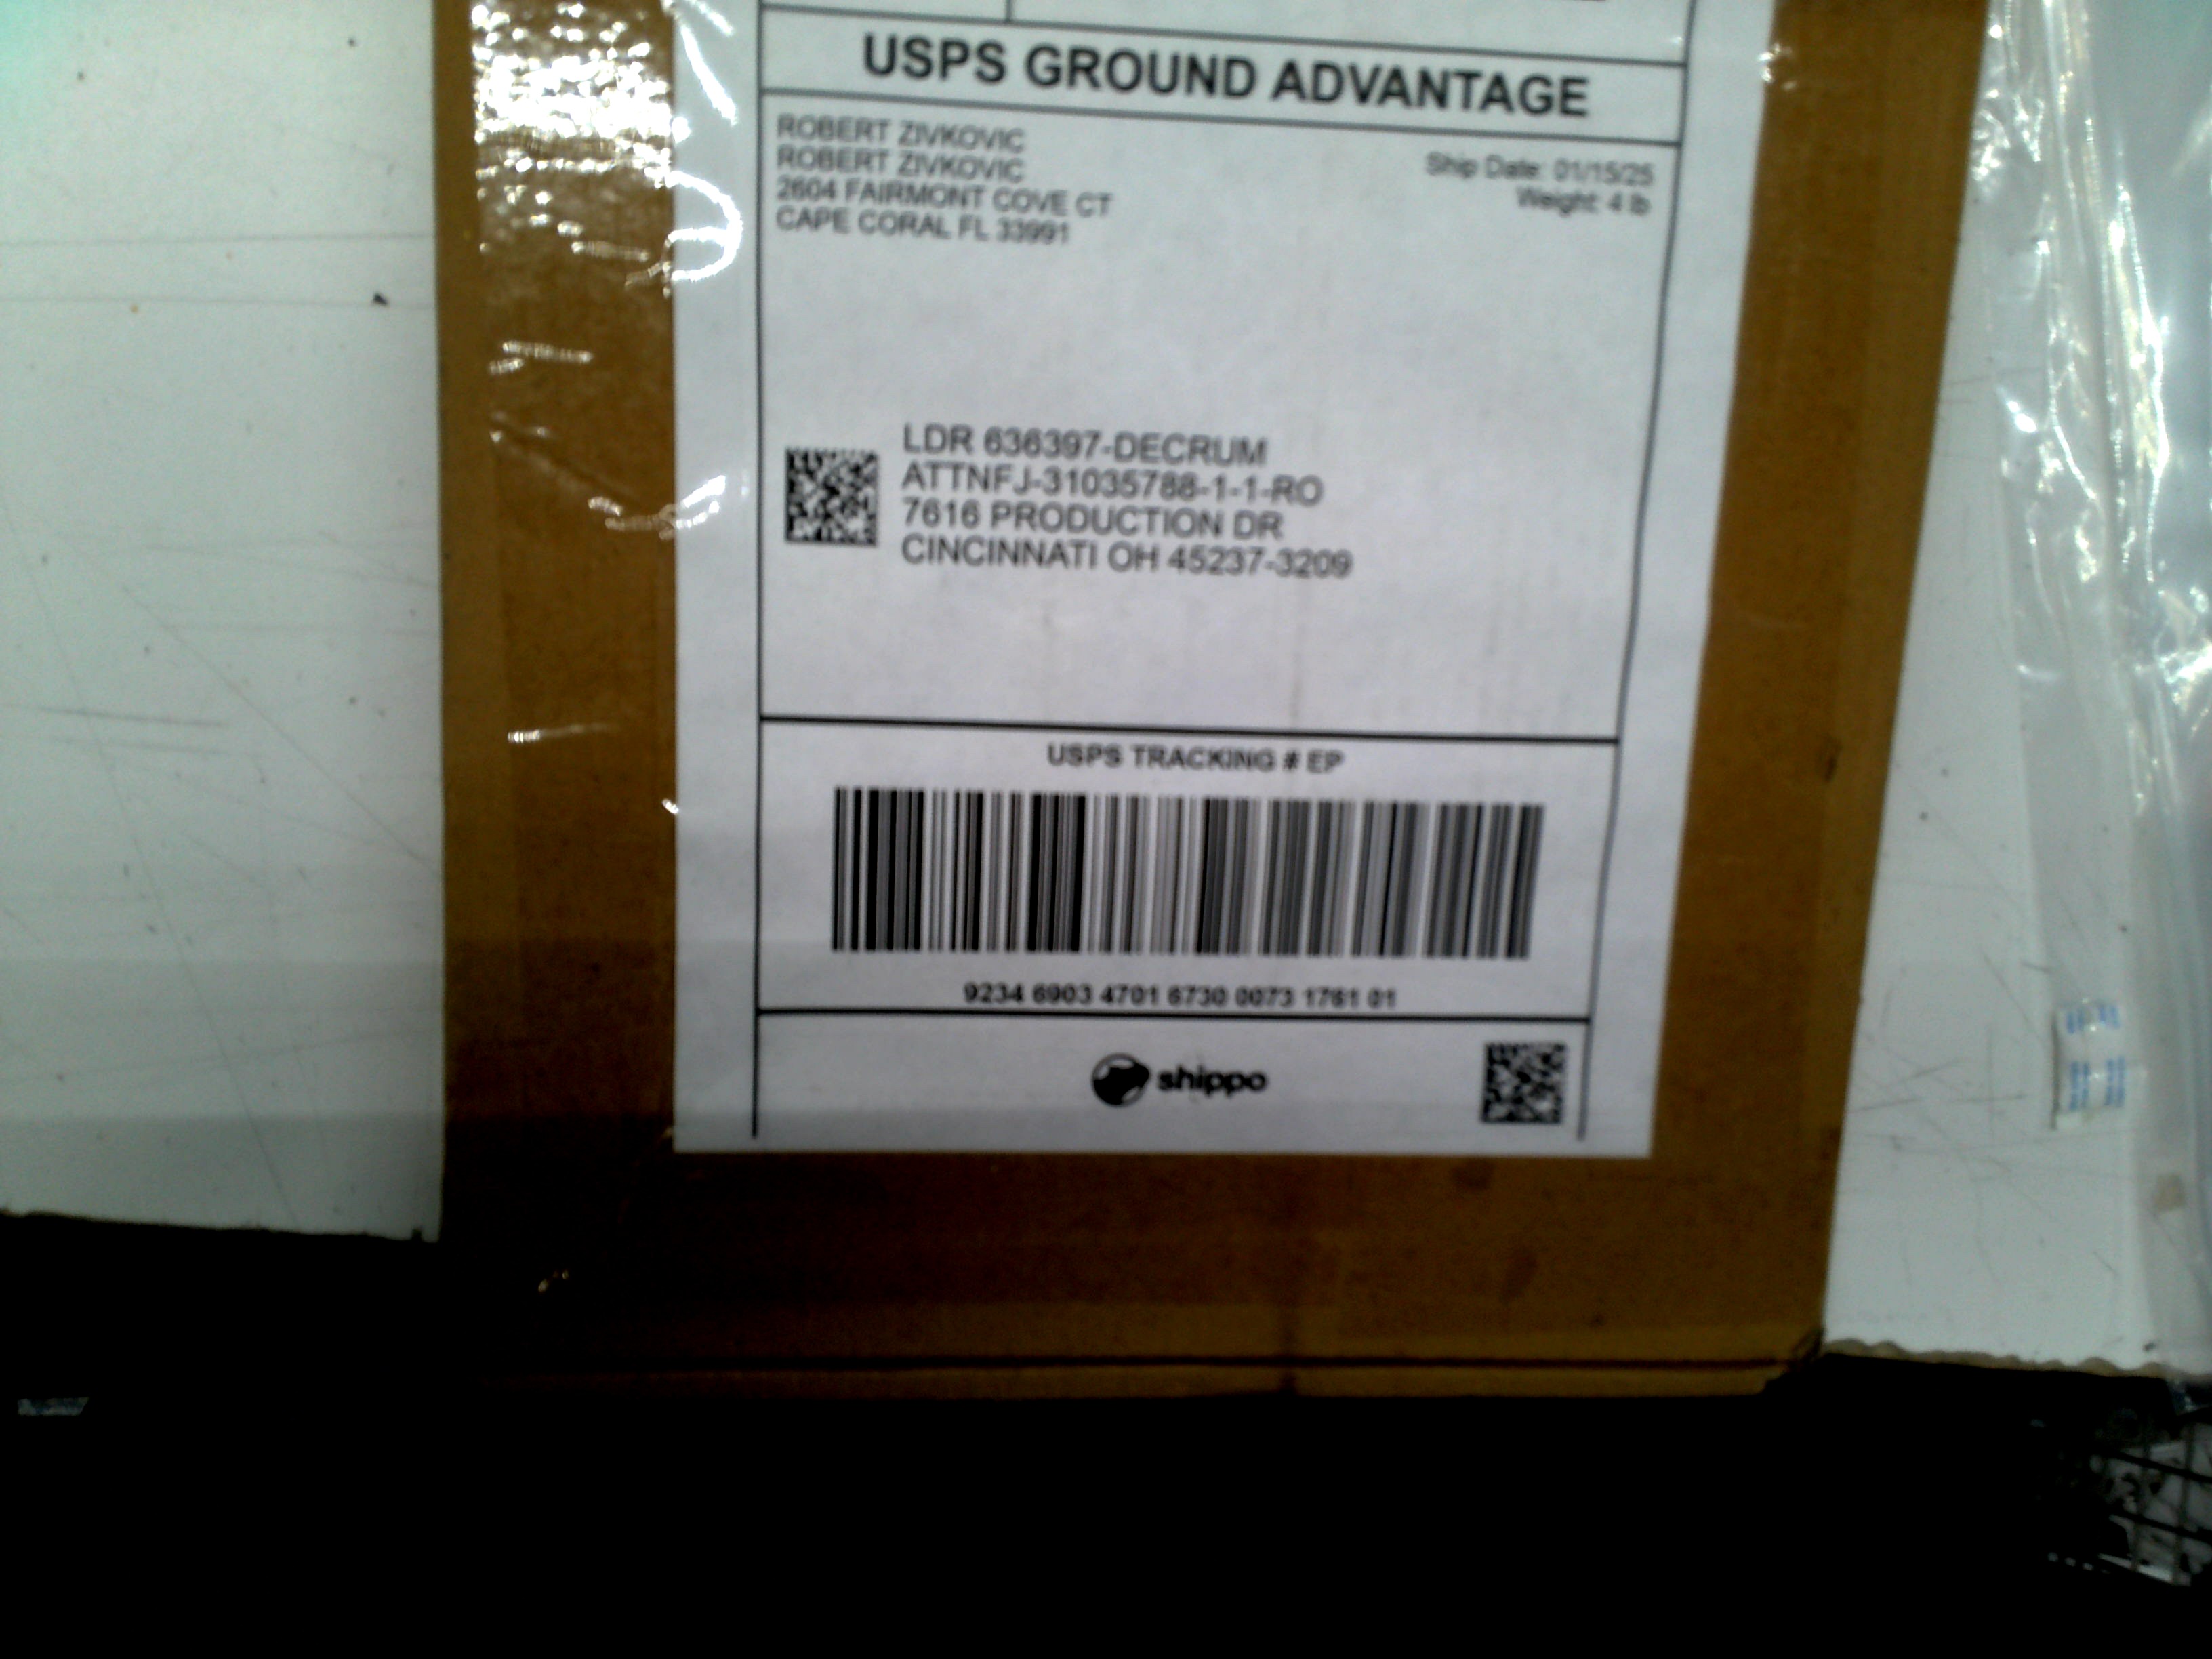 USPS GROUND ADVANTAGE
ROBERT ZIVKOVIC
ROBERT ZIVKOVIC
2604 FAIRMONT COVE CT
CAPE CORAL FL 33991
Ship Date: 01/15/25
Weight: 4 lb
LDR 636397-DECRUM
ATTNFJ-31035788-1-1-RO
7616 PRODUCTION DR
CINCINNATI OH 45237-3209
USPS TRACKING # EP
9234 6903 4701 6730 0073 1761 01
shippo